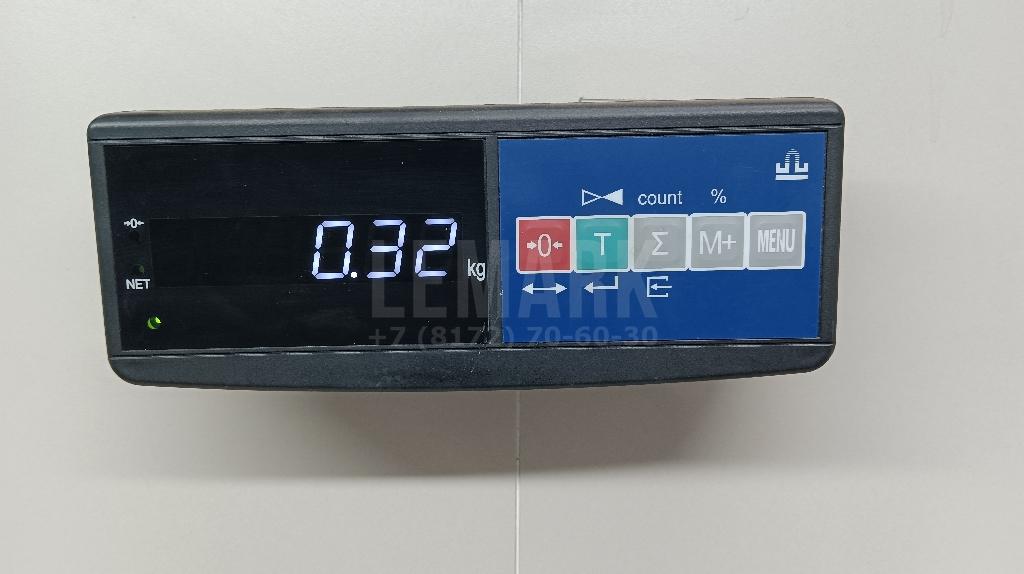 →0←
NET
0.32 kg
count %
→0← T Σ M+ MENU
LEMARK
+7 (8172) 70-60-30